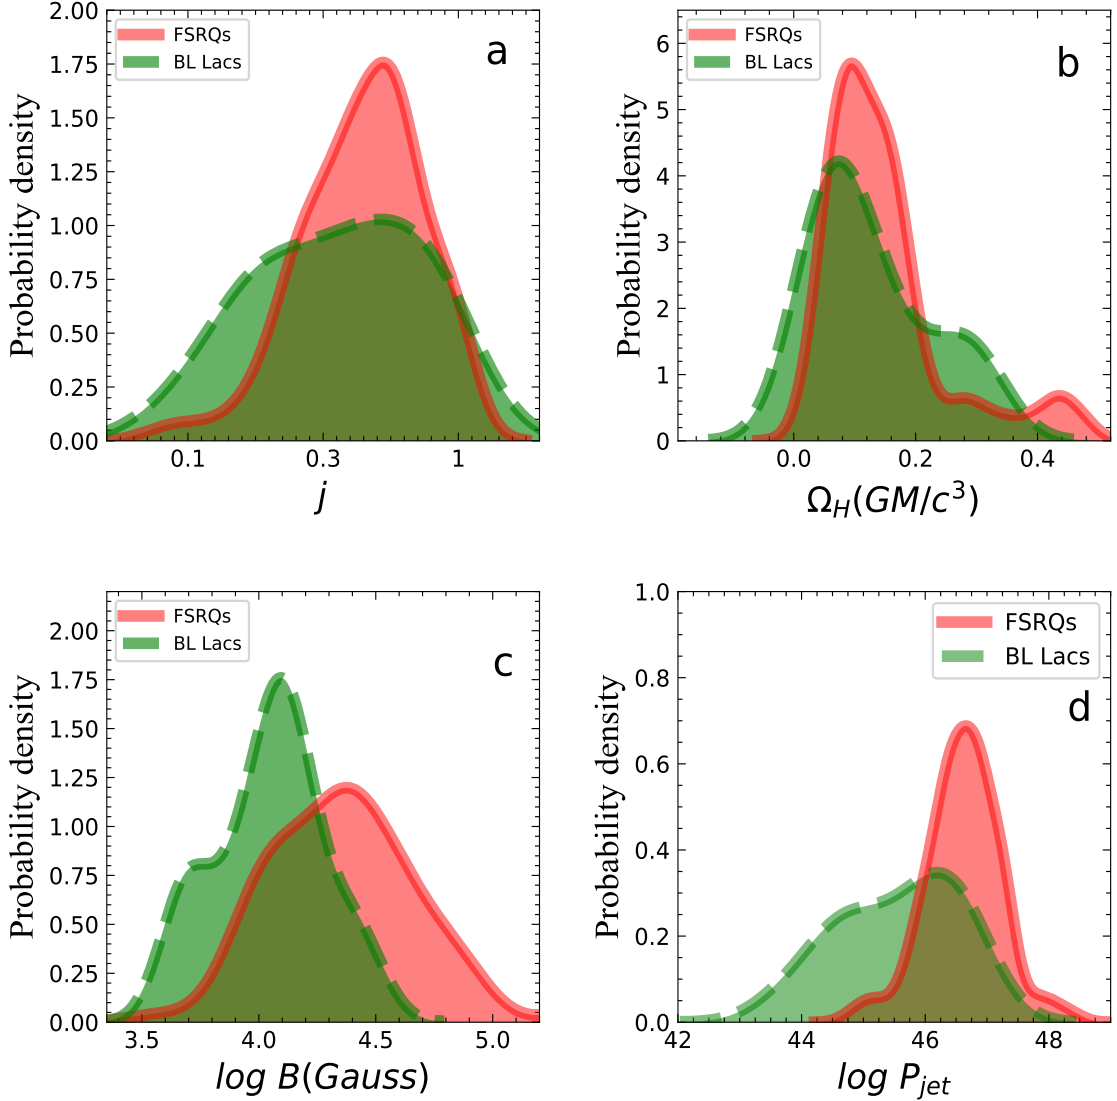 FSRQs
BL Lacs
a
Probability density
2.00
1.75
1.50
1.25
1.00
0.75
0.50
0.25
0.00
0.1 0.3 1
j
FSRQs
BL Lacs
b
Probability density
6
5
4
3
2
1
0
0.0 0.2 0.4
Ω_H(GM/c³)
FSRQs
BL Lacs
c
Probability density
2.00
1.75
1.50
1.25
1.00
0.75
0.50
0.25
0.00
3.5 4.0 4.5 5.0
log B(Gauss)
FSRQs
BL Lacs
d
Probability density
1.0
0.8
0.6
0.4
0.2
0.0
42 44 46 48
log P_jet